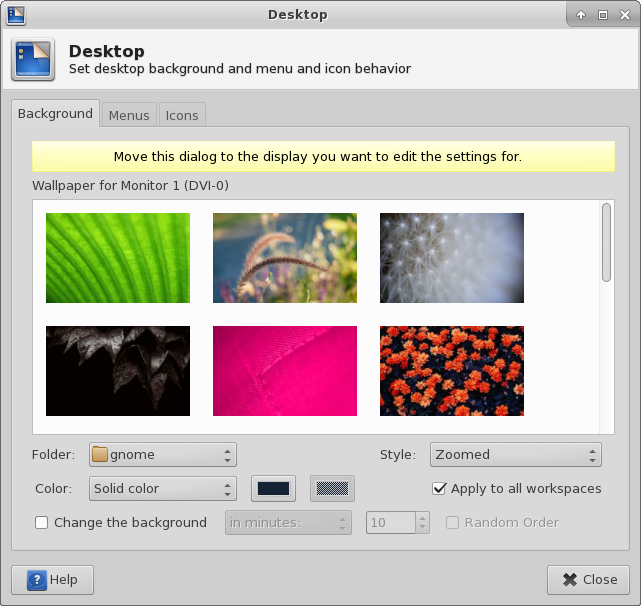 Desktop
Desktop
Set desktop background and menu and icon behavior
Background Menus Icons
Move this dialog to the display you want to edit the settings for.
Wallpaper for Monitor 1 (DVI-0)
Folder: gnome Style: Zoomed
Color: Solid color Apply to all workspaces
Change the background in minutes: 10 Random Order
? Help Close